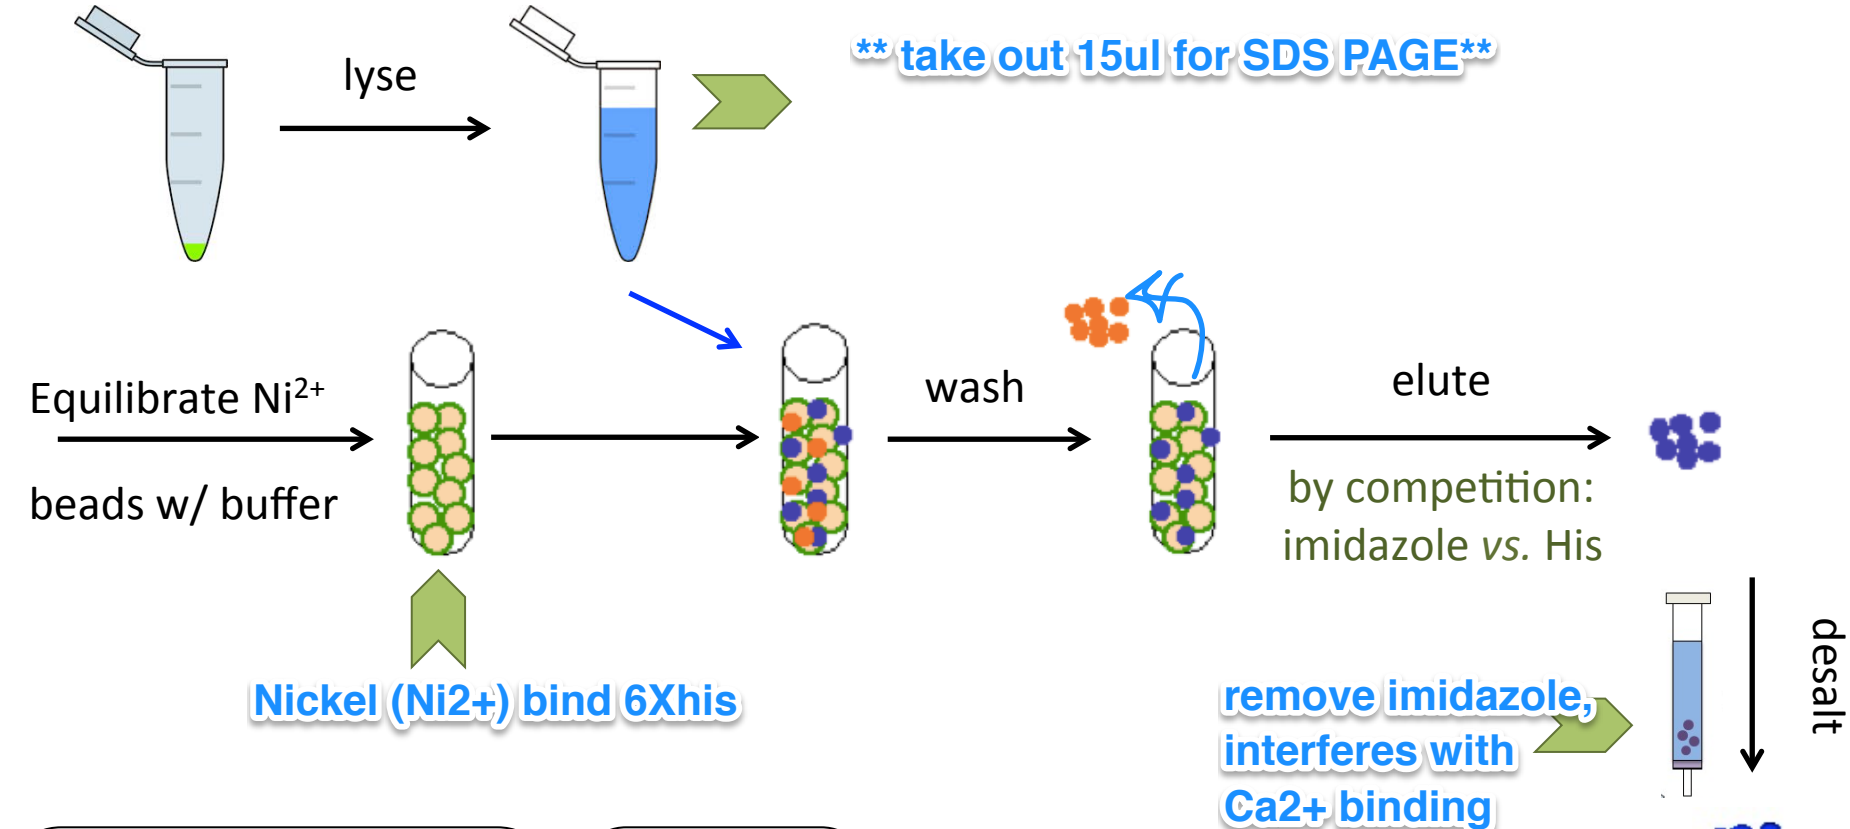 lyse
** take out 15ul for SDS PAGE**
Equilibrate Ni2+
beads w/ buffer
wash
elute
by competition:
imidazole vs. His
Nickel (Ni2+) bind 6Xhis
remove imidazole,
interferes with
Ca2+ binding
desalt